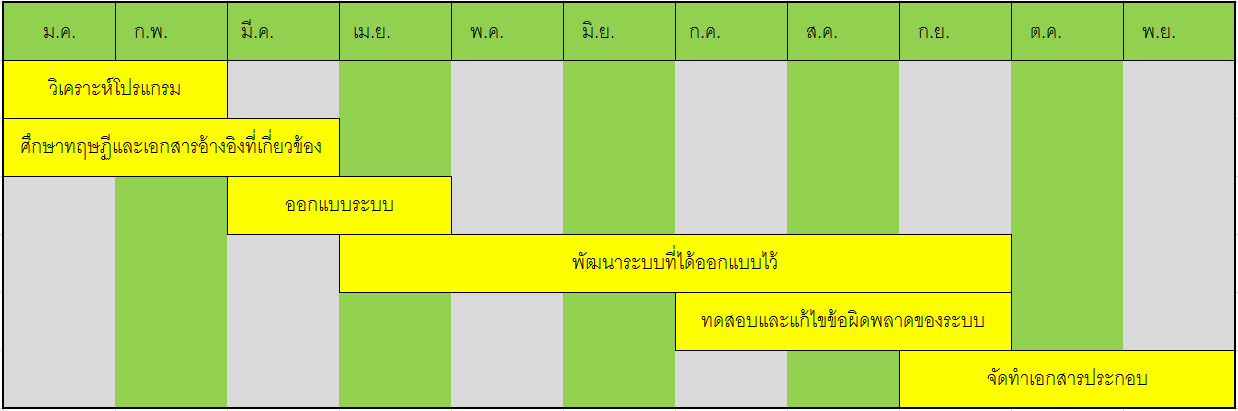 ม.ค. ก.พ. มี.ค. เม.ย. พ.ค. มิ.ย. ก.ค. ส.ค. ก.ย. ต.ค. พ.ย.
วิเคราะห์โปรแกรม
ศึกษาทฤษฎีและเอกสารอ้างอิงที่เกี่ยวข้อง
ออกแบบระบบ
พัฒนาระบบที่ได้ออกแบบไว้
ทดสอบและแก้ไขข้อผิดพลาดของระบบ
จัดทำเอกสารประกอบ